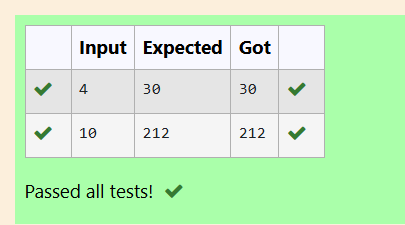 Input Expected Got
4 30 30
10 212 212
Passed all tests!